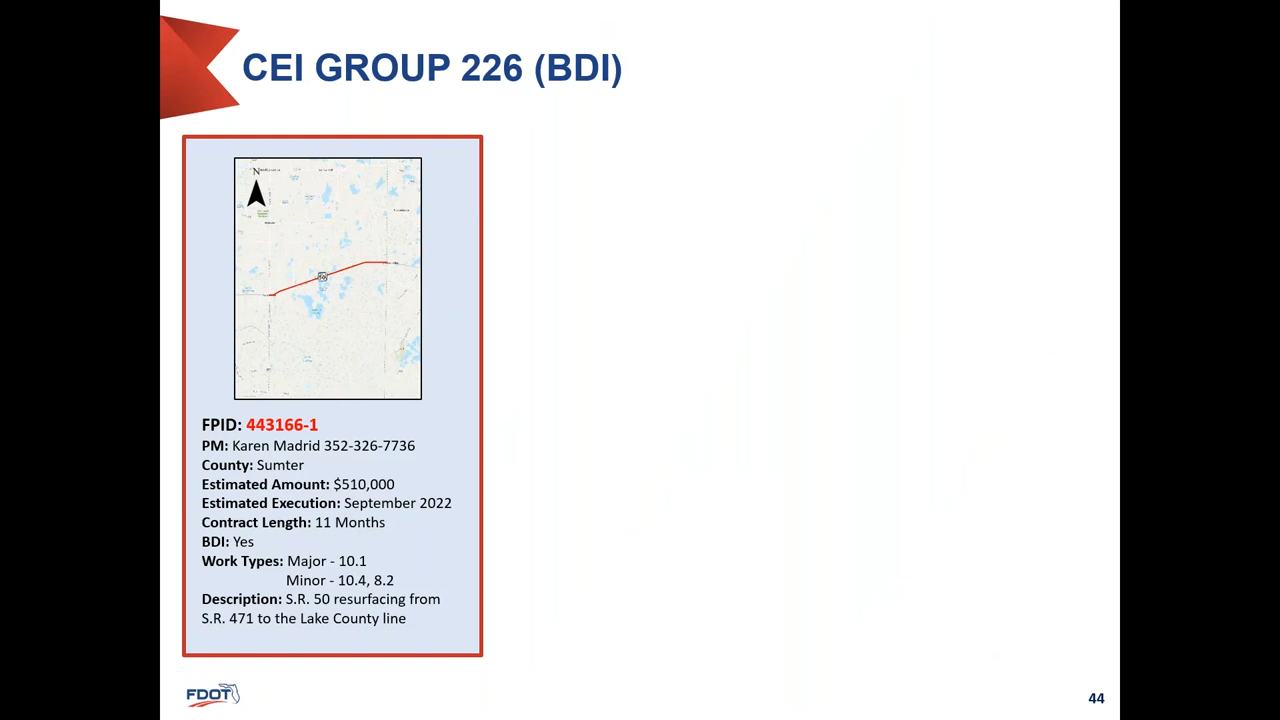 CEI GROUP 226 (BDI)
N
FPID: 443166-1
PM: Karen Madrid 352-326-7736
County: Sumter
Estimated Amount: $510,000
Estimated Execution: September 2022
Contract Length: 11 Months
BDI: Yes
Work Types: Major - 10.1
Minor - 10.4, 8.2
Description: S.R. 50 resurfacing from
S.R. 471 to the Lake County line
FDOT
44